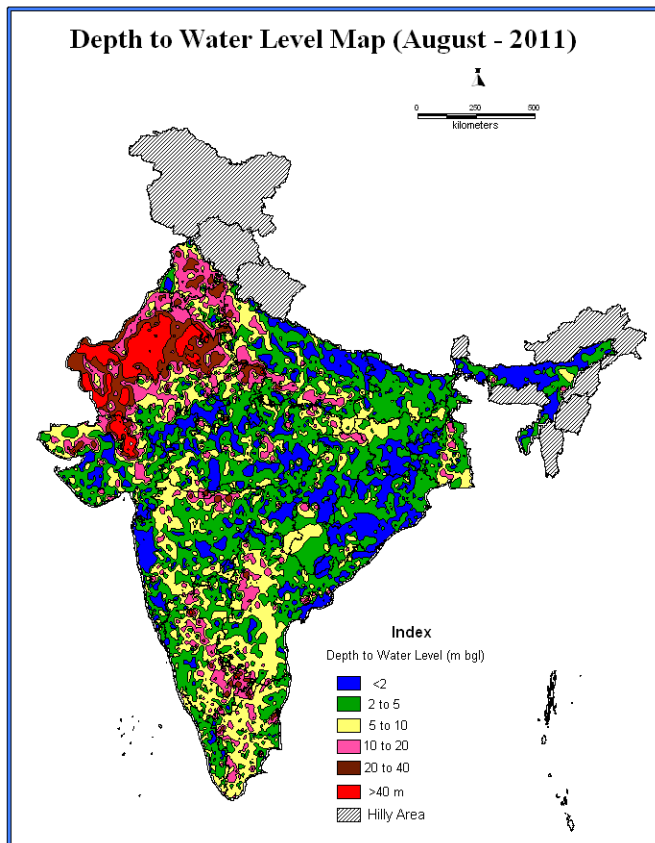 Depth to Water Level Map (August - 2011)
0 250 500
kilometers
Index
Depth to Water Level (m bgl)
<2
2 to 5
5 to 10
10 to 20
20 to 40
>40 m
Hilly Area